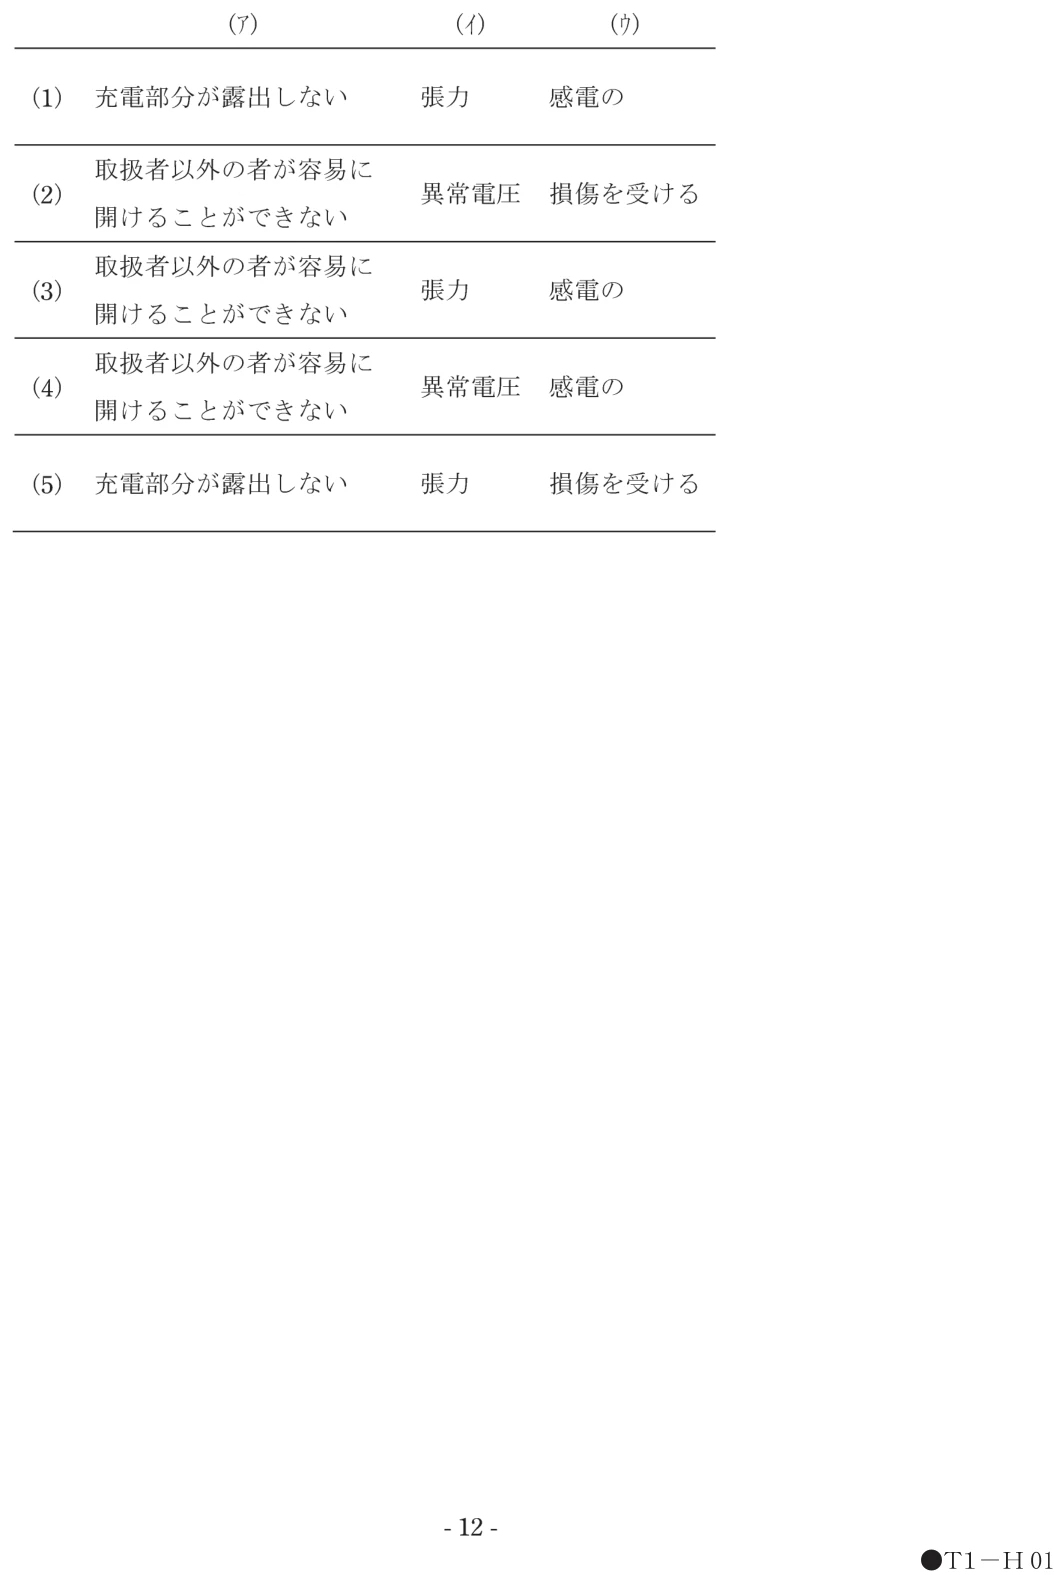 (ア) (イ) (ウ)
(1) 充電部分が露出しない 張力 感電の
取扱者以外の者が容易に
(2) 異常電圧 損傷を受ける
開けることができない
取扱者以外の者が容易に
(3) 張力 感電の
開けることができない
取扱者以外の者が容易に
(4) 異常電圧 感電の
開けることができない
(5) 充電部分が露出しない 張力 損傷を受ける
- 12 -
●T1－H 01